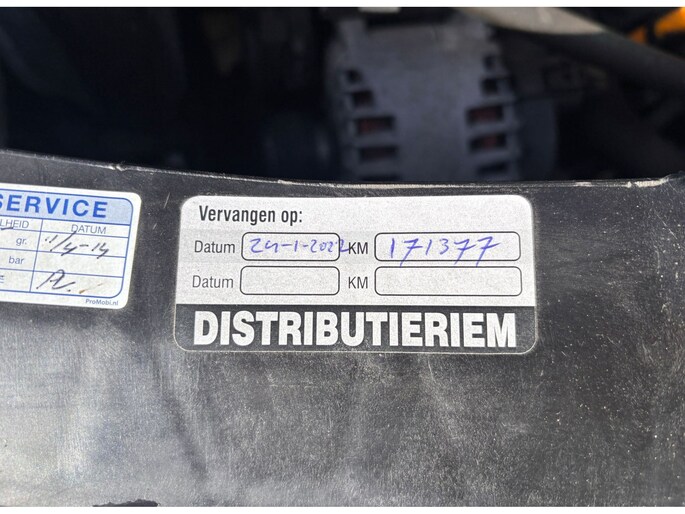 SERVICE
LHEID DATUM
gr. 1/4-14
bar
ProMobi.nl
Vervangen op:
Datum 24-1-2022 KM 171377
Datum KM
DISTRIBUTIERIEM